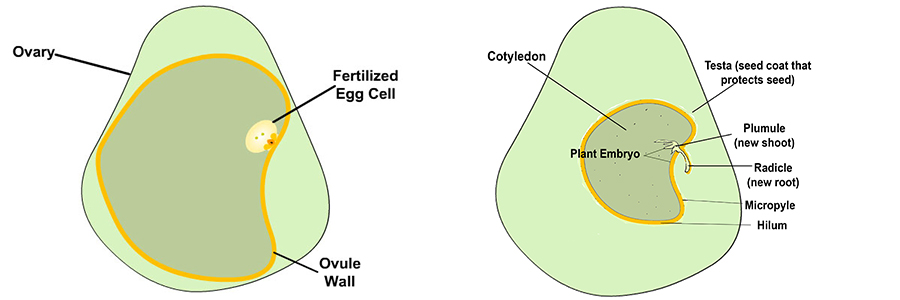 Ovary
Fertilized
Egg Cell
Ovule
Wall
Cotyledon
Testa (seed coat that
protects seed)
Plumule
(new shoot)
Plant Embryo
Radicle
(new root)
Micropyle
Hilum